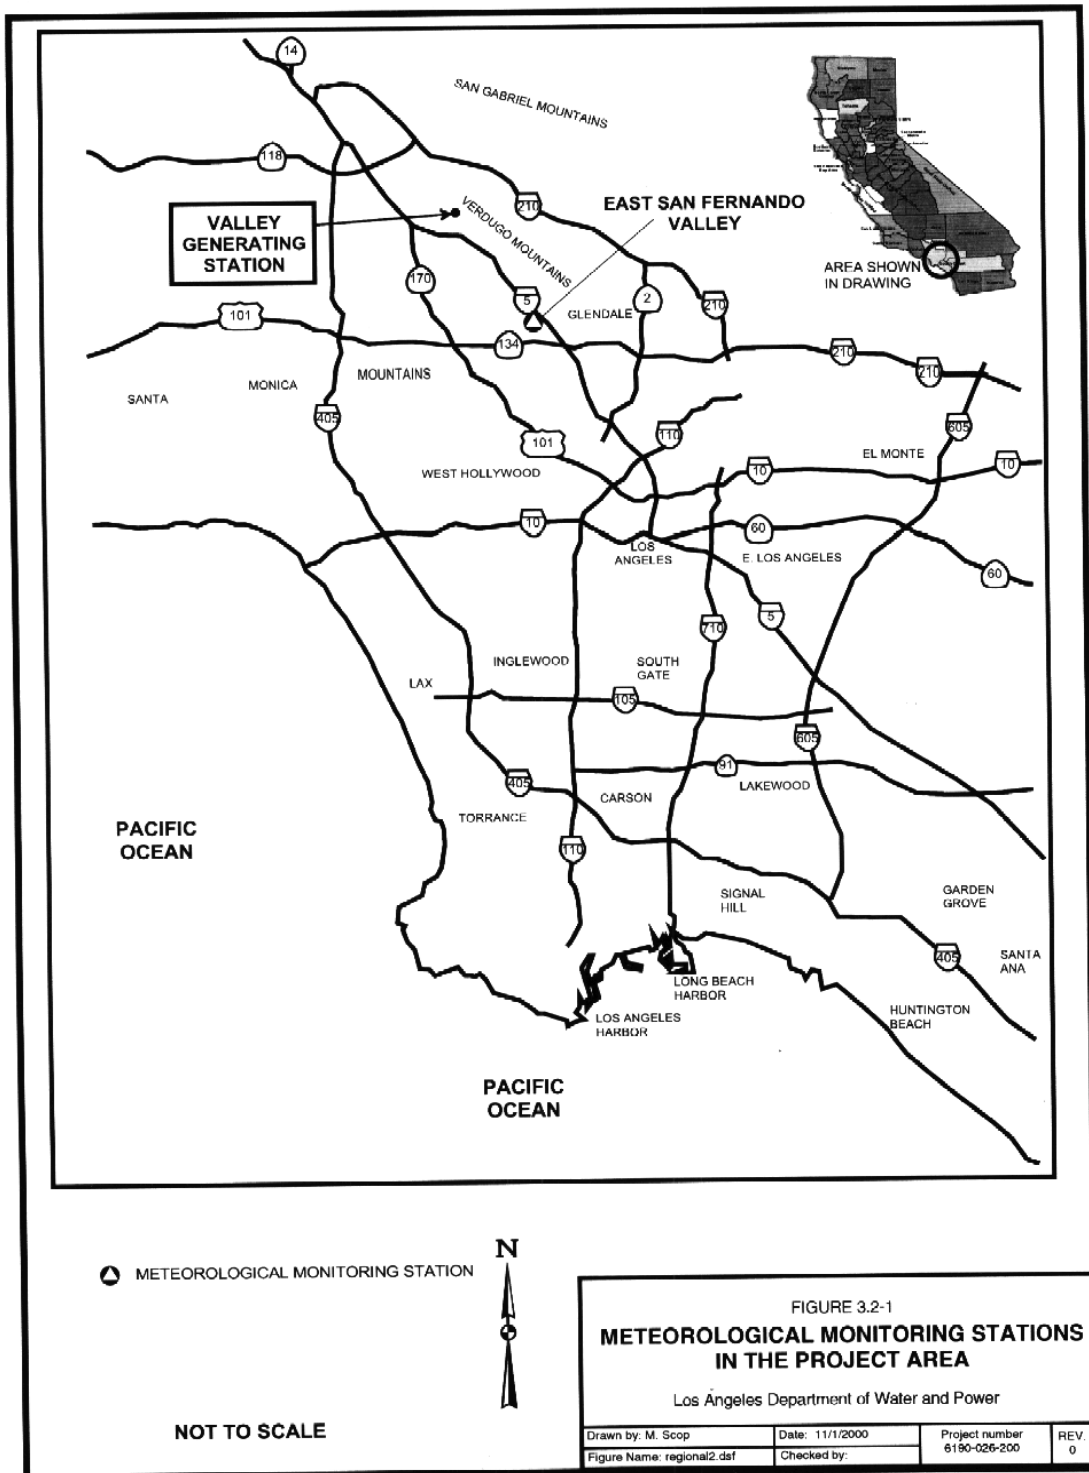 14
SAN GABRIEL MOUNTAINS
118
210
VERDUGO MOUNTAINS
EAST SAN FERNANDO
VALLEY
VALLEY
GENERATING
STATION
AREA SHOWN
IN DRAWING
170
5
2
210
GLENDALE
101
134
210
210
SANTA
MONICA
MOUNTAINS
405
110
605
101
EL MONTE
WEST HOLLYWOOD
10
10
10
60
LOS
ANGELES
E. LOS ANGELES
60
5
710
INGLEWOOD
SOUTH
GATE
LAX
105
605
91
405
CARSON
LAKEWOOD
TORRANCE
PACIFIC
OCEAN
110
SIGNAL
HILL
GARDEN
GROVE
405
SANTA
ANA
LONG BEACH
HARBOR
LOS ANGELES
HARBOR
HUNTINGTON
BEACH
PACIFIC
OCEAN
METEOROLOGICAL MONITORING STATION
N
NOT TO SCALE
FIGURE 3.2-1
METEOROLOGICAL MONITORING STATIONS
IN THE PROJECT AREA
Los Angeles Department of Water and Power
Drawn by: M. Scop
Date: 11/1/2000
Project number
6190-026-200
REV.
0
Figure Name: regional2.dsf
Checked by: